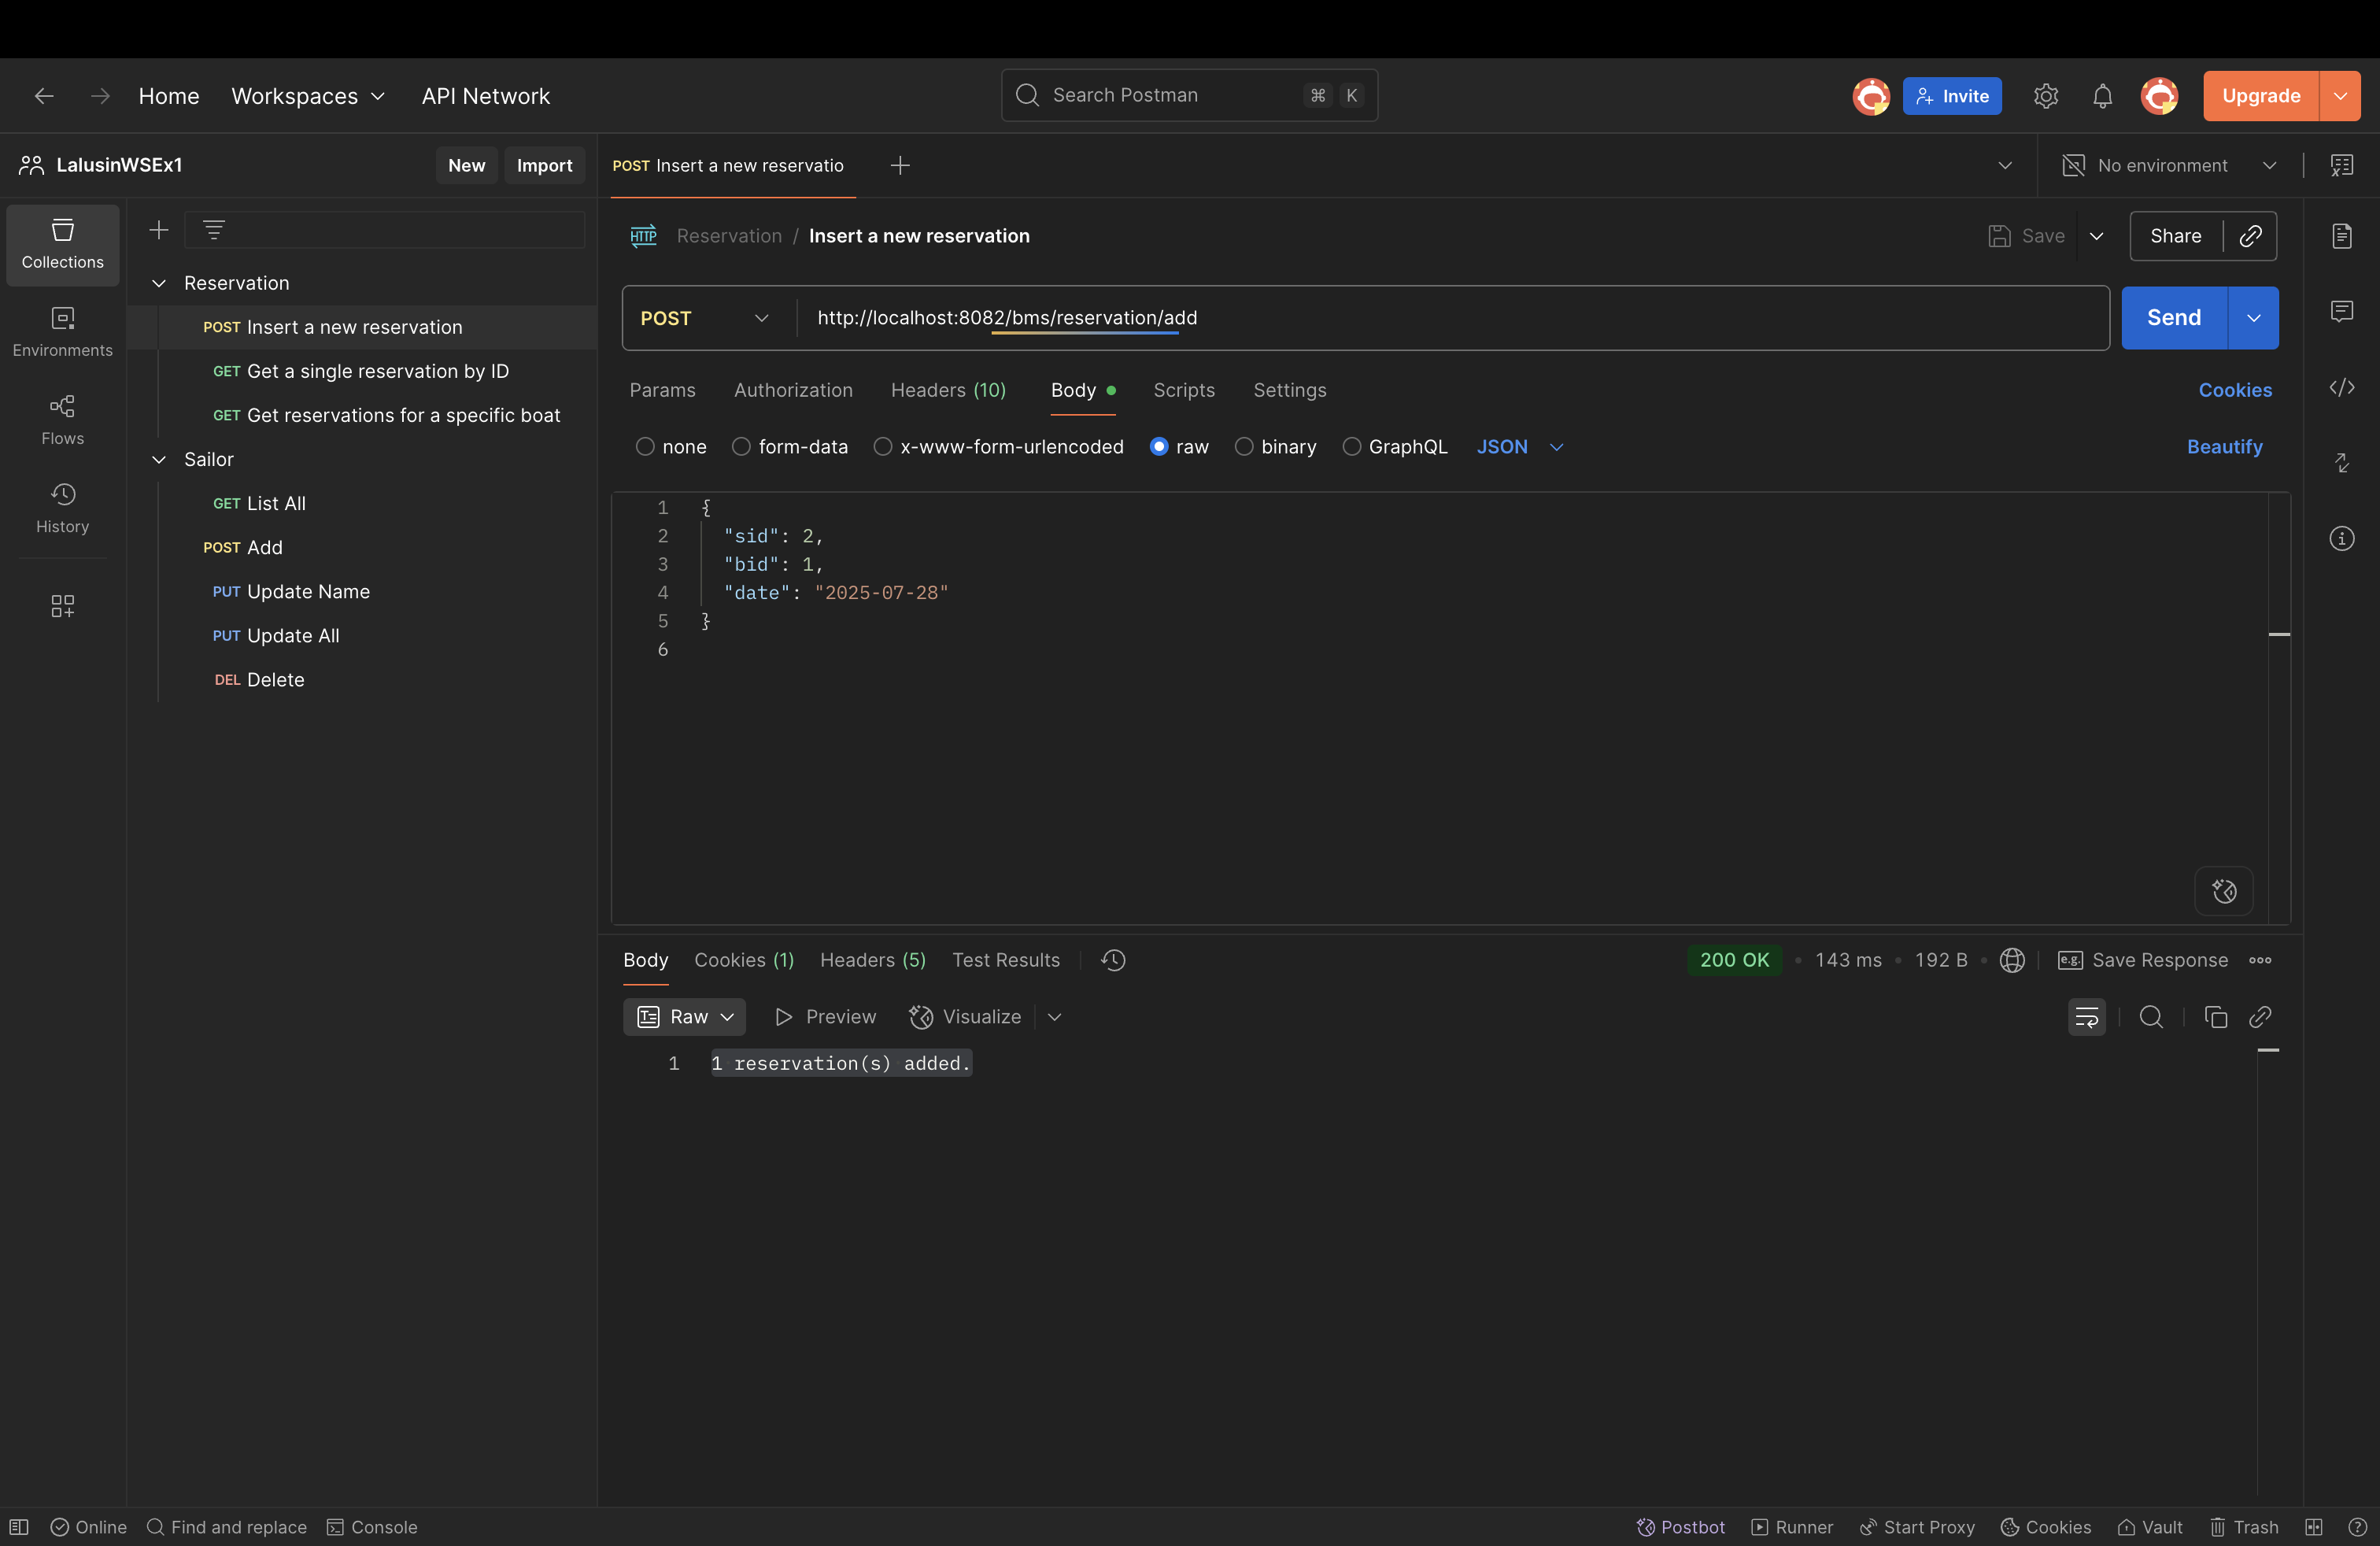 Home Workspaces API Network Search Postman ⌘ K Invite Upgrade
LalusinWSEx1 New Import POST Insert a new reservatio No environment
Collections
Environments
Flows
History
Reservation
POST Insert a new reservation
GET Get a single reservation by ID
GET Get reservations for a specific boat
Sailor
GET List All
POST Add
PUT Update Name
PUT Update All
DEL Delete
HTTP Reservation / Insert a new reservation Save Share
POST http://localhost:8082/bms/reservation/add Send
Params Authorization Headers (10) Body Scripts Settings Cookies
none form-data x-www-form-urlencoded raw binary GraphQL JSON Beautify
1 {
2 "sid": 2,
3 "bid": 1,
4 "date": "2025-07-28"
5 }
6
Body Cookies (1) Headers (5) Test Results 200 OK • 143 ms • 192 B • e.g. Save Response
Raw Preview Visualize
1 1 reservation(s) added.
Online Find and replace Console Postbot Runner Start Proxy Cookies Vault Trash